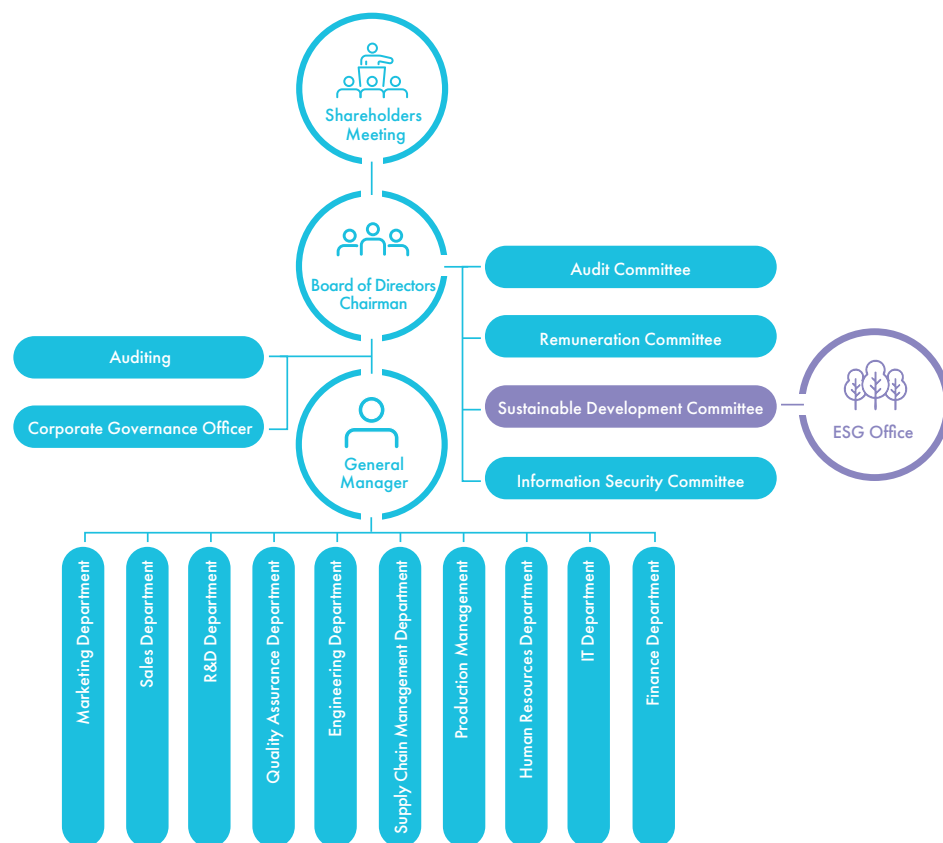 Shareholders
Meeting
Board of Directors
Chairman
Audit Committee
Remuneration Committee
Sustainable Development Committee
ESG Office
Information Security Committee
Auditing
Corporate Governance Officer
General
Manager
Marketing Department
Sales Department
R&D Department
Quality Assurance Department
Engineering Department
Supply Chain Management Department
Production Management
Human Resources Department
IT Department
Finance Department